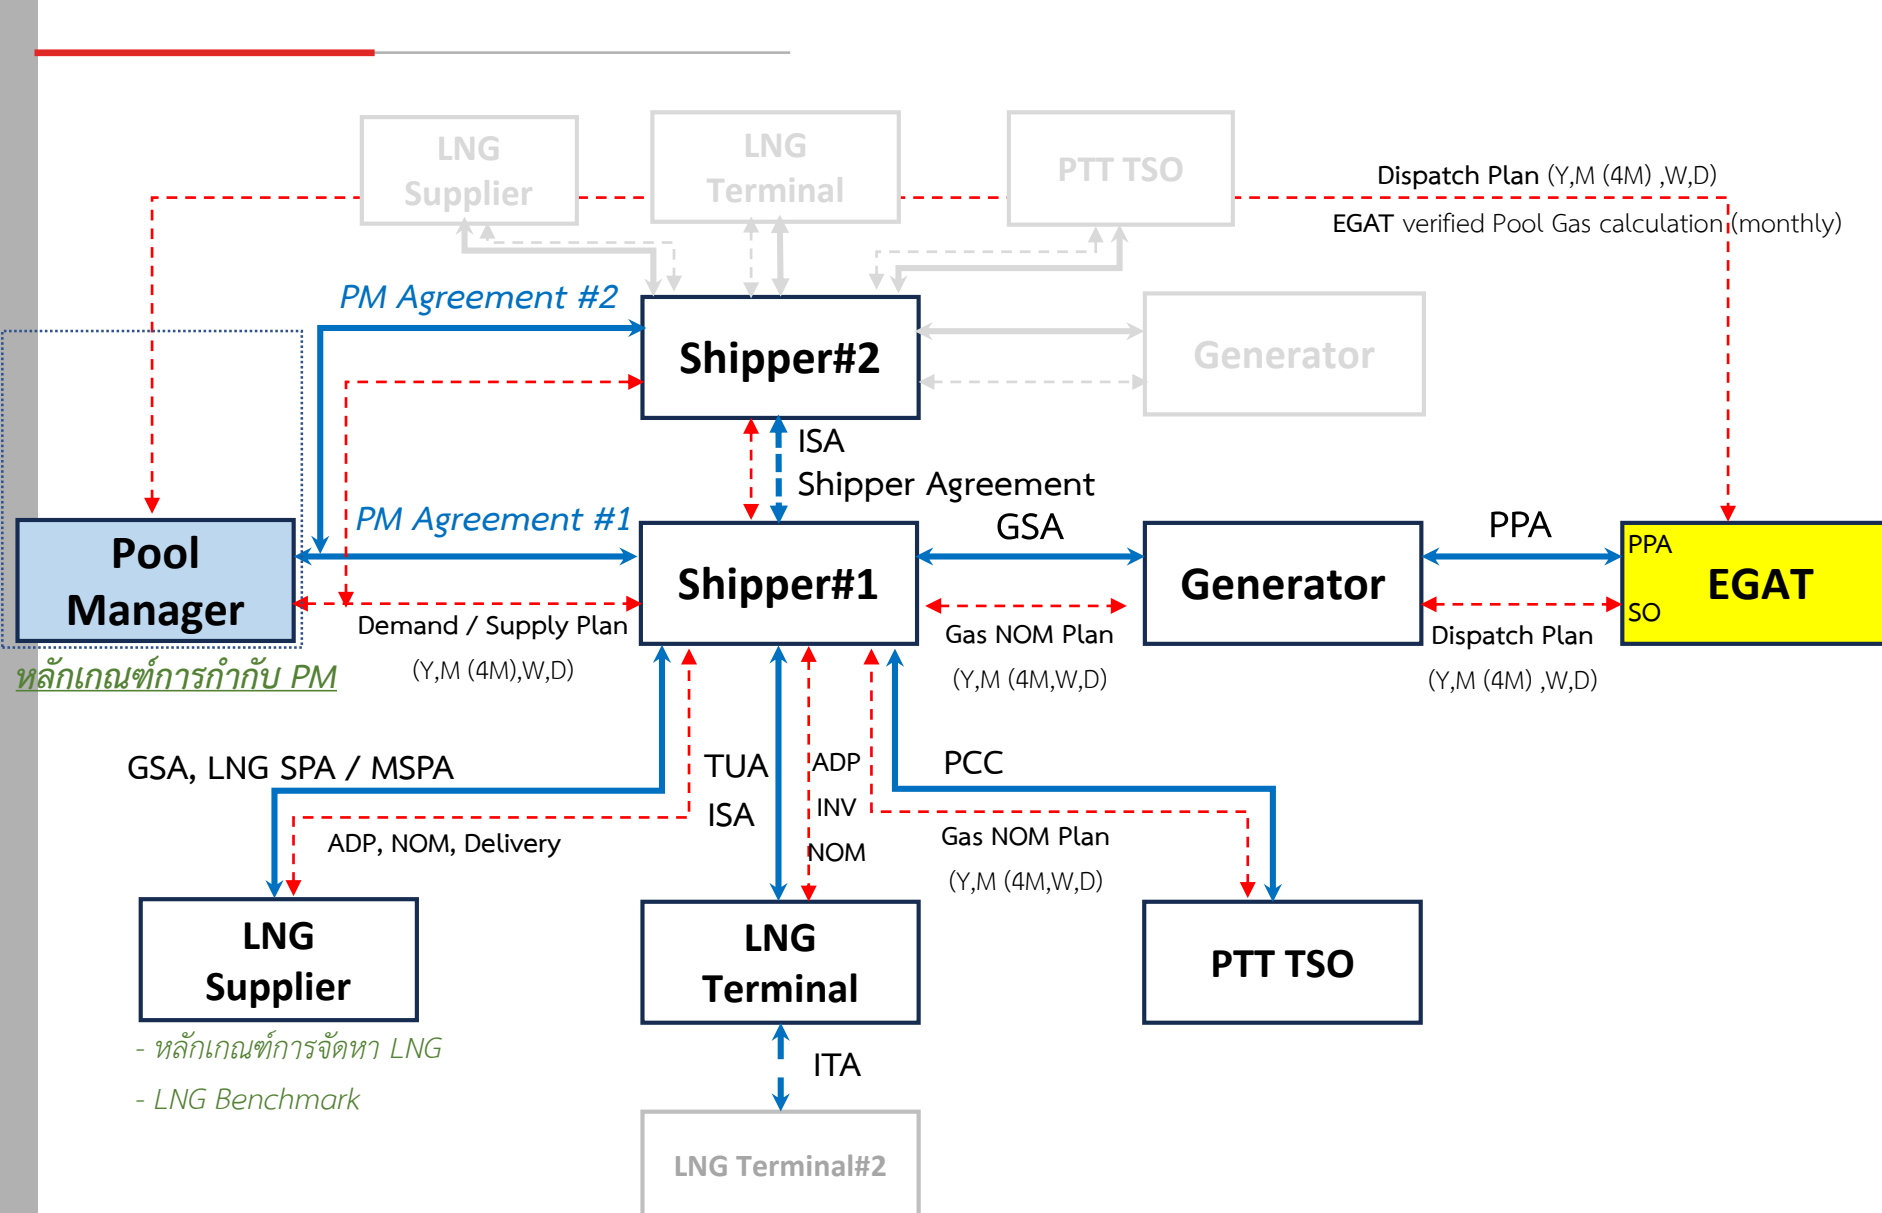 LNG
Supplier
LNG
Terminal
PTT TSO
Dispatch Plan (Y,M (4M) ,W,D)
EGAT verified Pool Gas calculation (monthly)
PM Agreement #2
Shipper#2
Generator
ISA
Shipper Agreement
PM Agreement #1
Pool
Manager
Shipper#1
GSA
Generator
PPA
PPA
EGAT
SO
Demand / Supply Plan
(Y,M (4M),W,D)
Gas NOM Plan
(Y,M (4M,W,D)
Dispatch Plan
(Y,M (4M) ,W,D)
หลักเกณฑ์การกำกับ PM
GSA, LNG SPA / MSPA
ADP, NOM, Delivery
TUA
ISA
ADP
INV
NOM
PCC
Gas NOM Plan
(Y,M (4M,W,D)
LNG
Supplier
LNG
Terminal
PTT TSO
- หลักเกณฑ์การจัดหา LNG
- LNG Benchmark
ITA
LNG Terminal#2